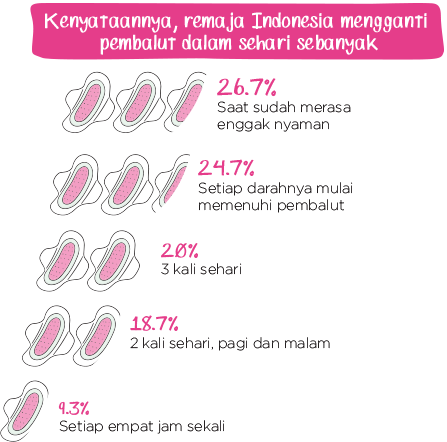 Kenyataannya, remaja Indonesia mengganti
pembalut dalam sehari sebanyak
26.7%
Saat sudah merasa
enggak nyaman
24.7%
Setiap darahnya mulai
memenuhi pembalut
20%
3 kali sehari
18.7%
2 kali sehari, pagi dan malam
9.3%
Setiap empat jam sekali